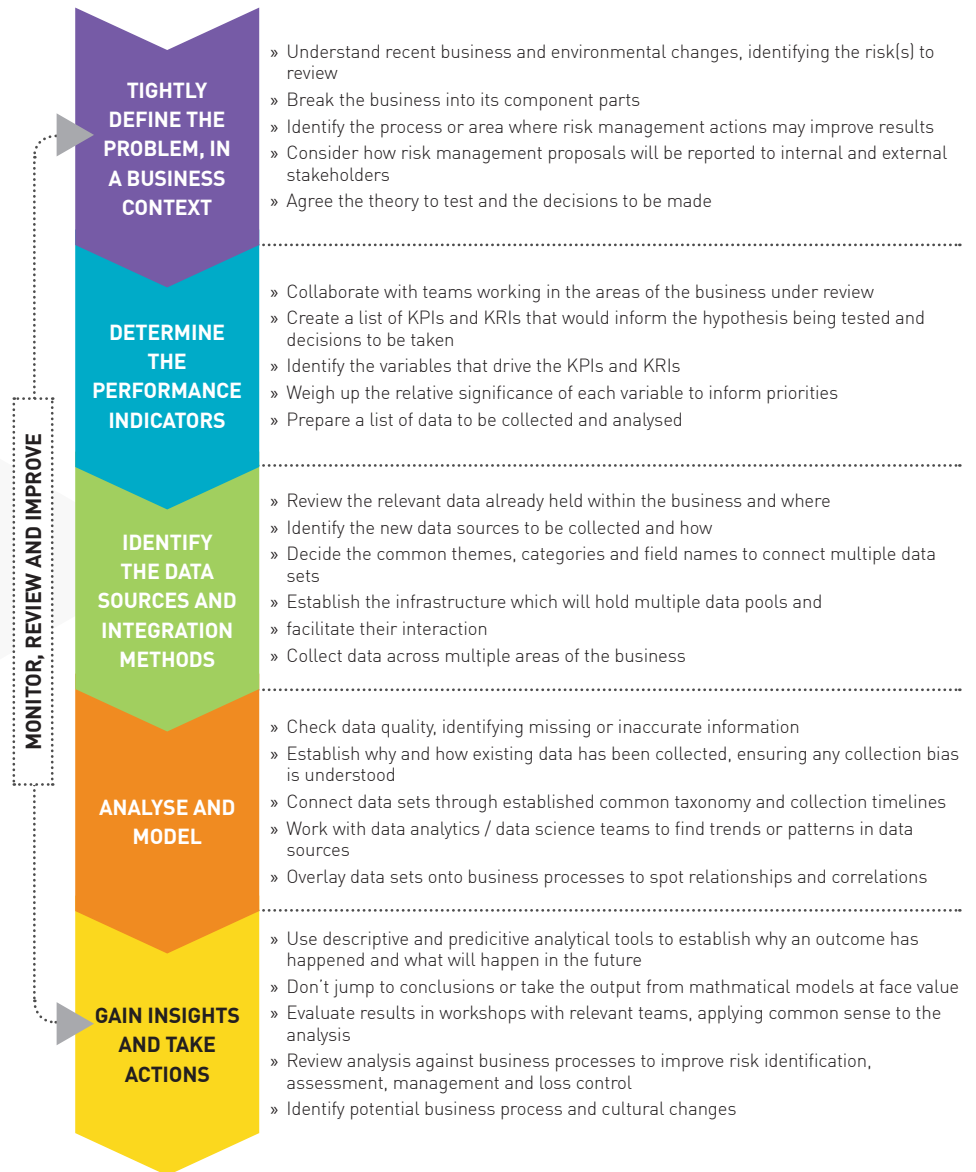 MONITOR, REVIEW AND IMPROVE
TIGHTLY
DEFINE THE
PROBLEM, IN
A BUSINESS
CONTEXT
» Understand recent business and environmental changes, identifying the risk(s) to
review
» Break the business into its component parts
» Identify the process or area where risk management actions may improve results
» Consider how risk management proposals will be reported to internal and external
stakeholders
» Agree the theory to test and the decisions to be made
DETERMINE
THE
PERFORMANCE
INDICATORS
» Collaborate with teams working in the areas of the business under review
» Create a list of KPIs and KRIs that would inform the hypothesis being tested and
decisions to be taken
» Identify the variables that drive the KPIs and KRIs
» Weigh up the relative significance of each variable to inform priorities
» Prepare a list of data to be collected and analysed
IDENTIFY
THE DATA
SOURCES AND
INTEGRATION
METHODS
» Review the relevant data already held within the business and where
» Identify the new data sources to be collected and how
» Decide the common themes, categories and field names to connect multiple data
sets
» Establish the infrastructure which will hold multiple data pools and
» facilitate their interaction
» Collect data across multiple areas of the business
ANALYSE AND
MODEL
» Check data quality, identifying missing or inaccurate information
» Establish why and how existing data has been collected, ensuring any collection bias
is understood
» Connect data sets through established common taxonomy and collection timelines
» Work with data analytics / data science teams to find trends or patterns in data
sources
» Overlay data sets onto business processes to spot relationships and correlations
GAIN INSIGHTS
AND TAKE
ACTIONS
» Use descriptive and predicitive analytical tools to establish why an outcome has
happened and what will happen in the future
» Don't jump to conclusions or take the output from mathmatical models at face value
» Evaluate results in workshops with relevant teams, applying common sense to the
analysis
» Review analysis against business processes to improve risk identification,
assessment, management and loss control
» Identify potential business process and cultural changes